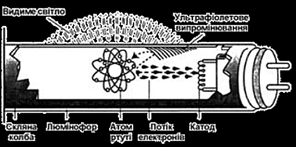 Видиме світло
Ультрафіолетове
випромінювання
Скляна
колба
Люмінофор
Атом
ртуті
Потік
електронів
Катод